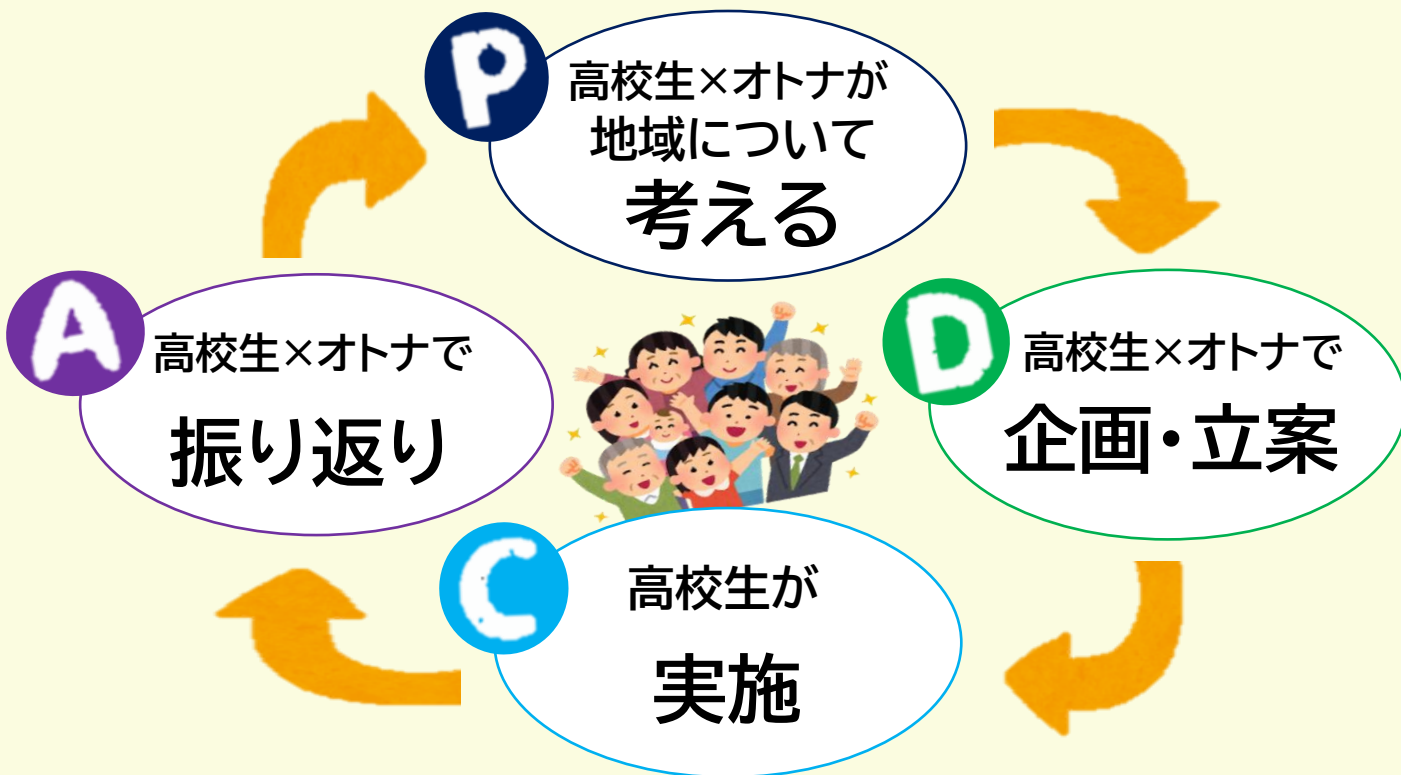 P
高校生×オトナが
地域について
考える
D
高校生×オトナで
企画・立案
C
高校生が
実施
A
高校生×オトナで
振り返り